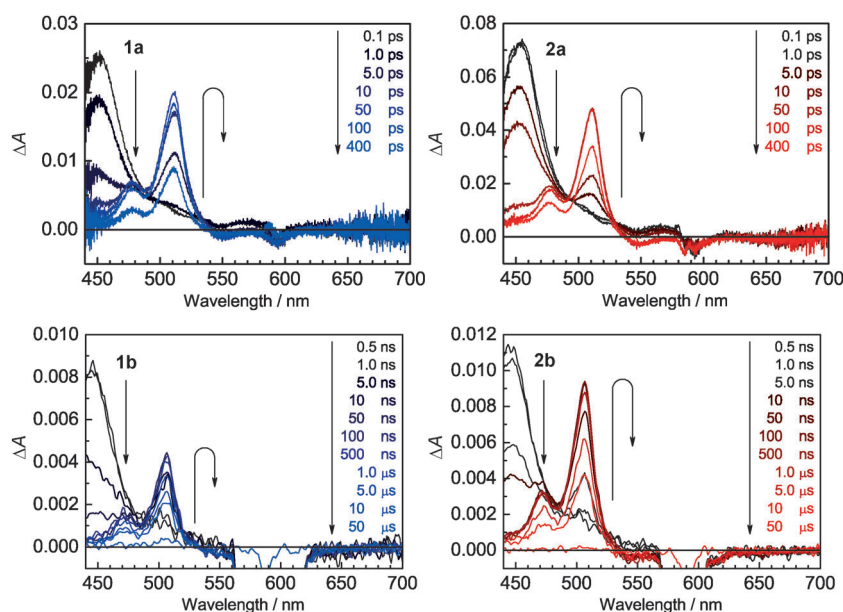 0.03
0.02
0.01
0.00
ΔA
1a
0.1 ps
1.0 ps
5.0 ps
10 ps
50 ps
100 ps
400 ps
450 500 550 600 650 700
Wavelength / nm
0.08
0.06
0.04
0.02
0.00
ΔA
2a
0.1 ps
1.0 ps
5.0 ps
10 ps
50 ps
100 ps
400 ps
450 500 550 600 650 700
Wavelength / nm
0.010
0.008
0.006
0.004
0.002
0.000
ΔA
1b
0.5 ns
1.0 ns
5.0 ns
10 ns
50 ns
100 ns
500 ns
1.0 µs
5.0 µs
10 µs
50 µs
450 500 550 600 650 700
Wavelength / nm
0.012
0.010
0.008
0.006
0.004
0.002
0.000
ΔA
2b
0.5 ns
1.0 ns
5.0 ns
10 ns
50 ns
100 ns
500 ns
1.0 µs
5.0 µs
10 µs
50 µs
450 500 550 600 650 700
Wavelength / nm